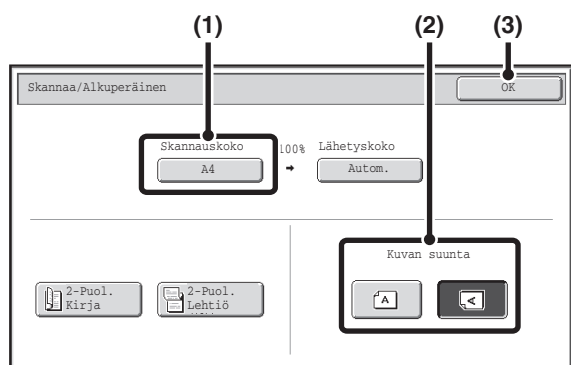 (1) (2) (3)
Skannaa/Alkuperäinen OK
Skannauskoko 100% Lähetyskoko
A4 Autom.
Kuvan suunta
2-Puol.
Kirja
2-Puol.
Lehtiö
A A